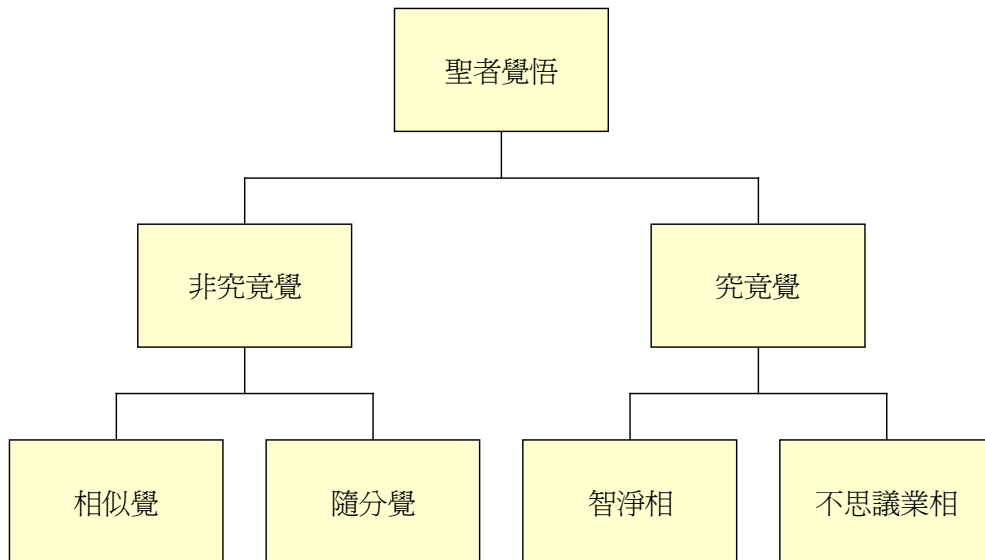 聖者覺悟
非究竟覺
究竟覺
相似覺
隨分覺
智淨相
不思議業相